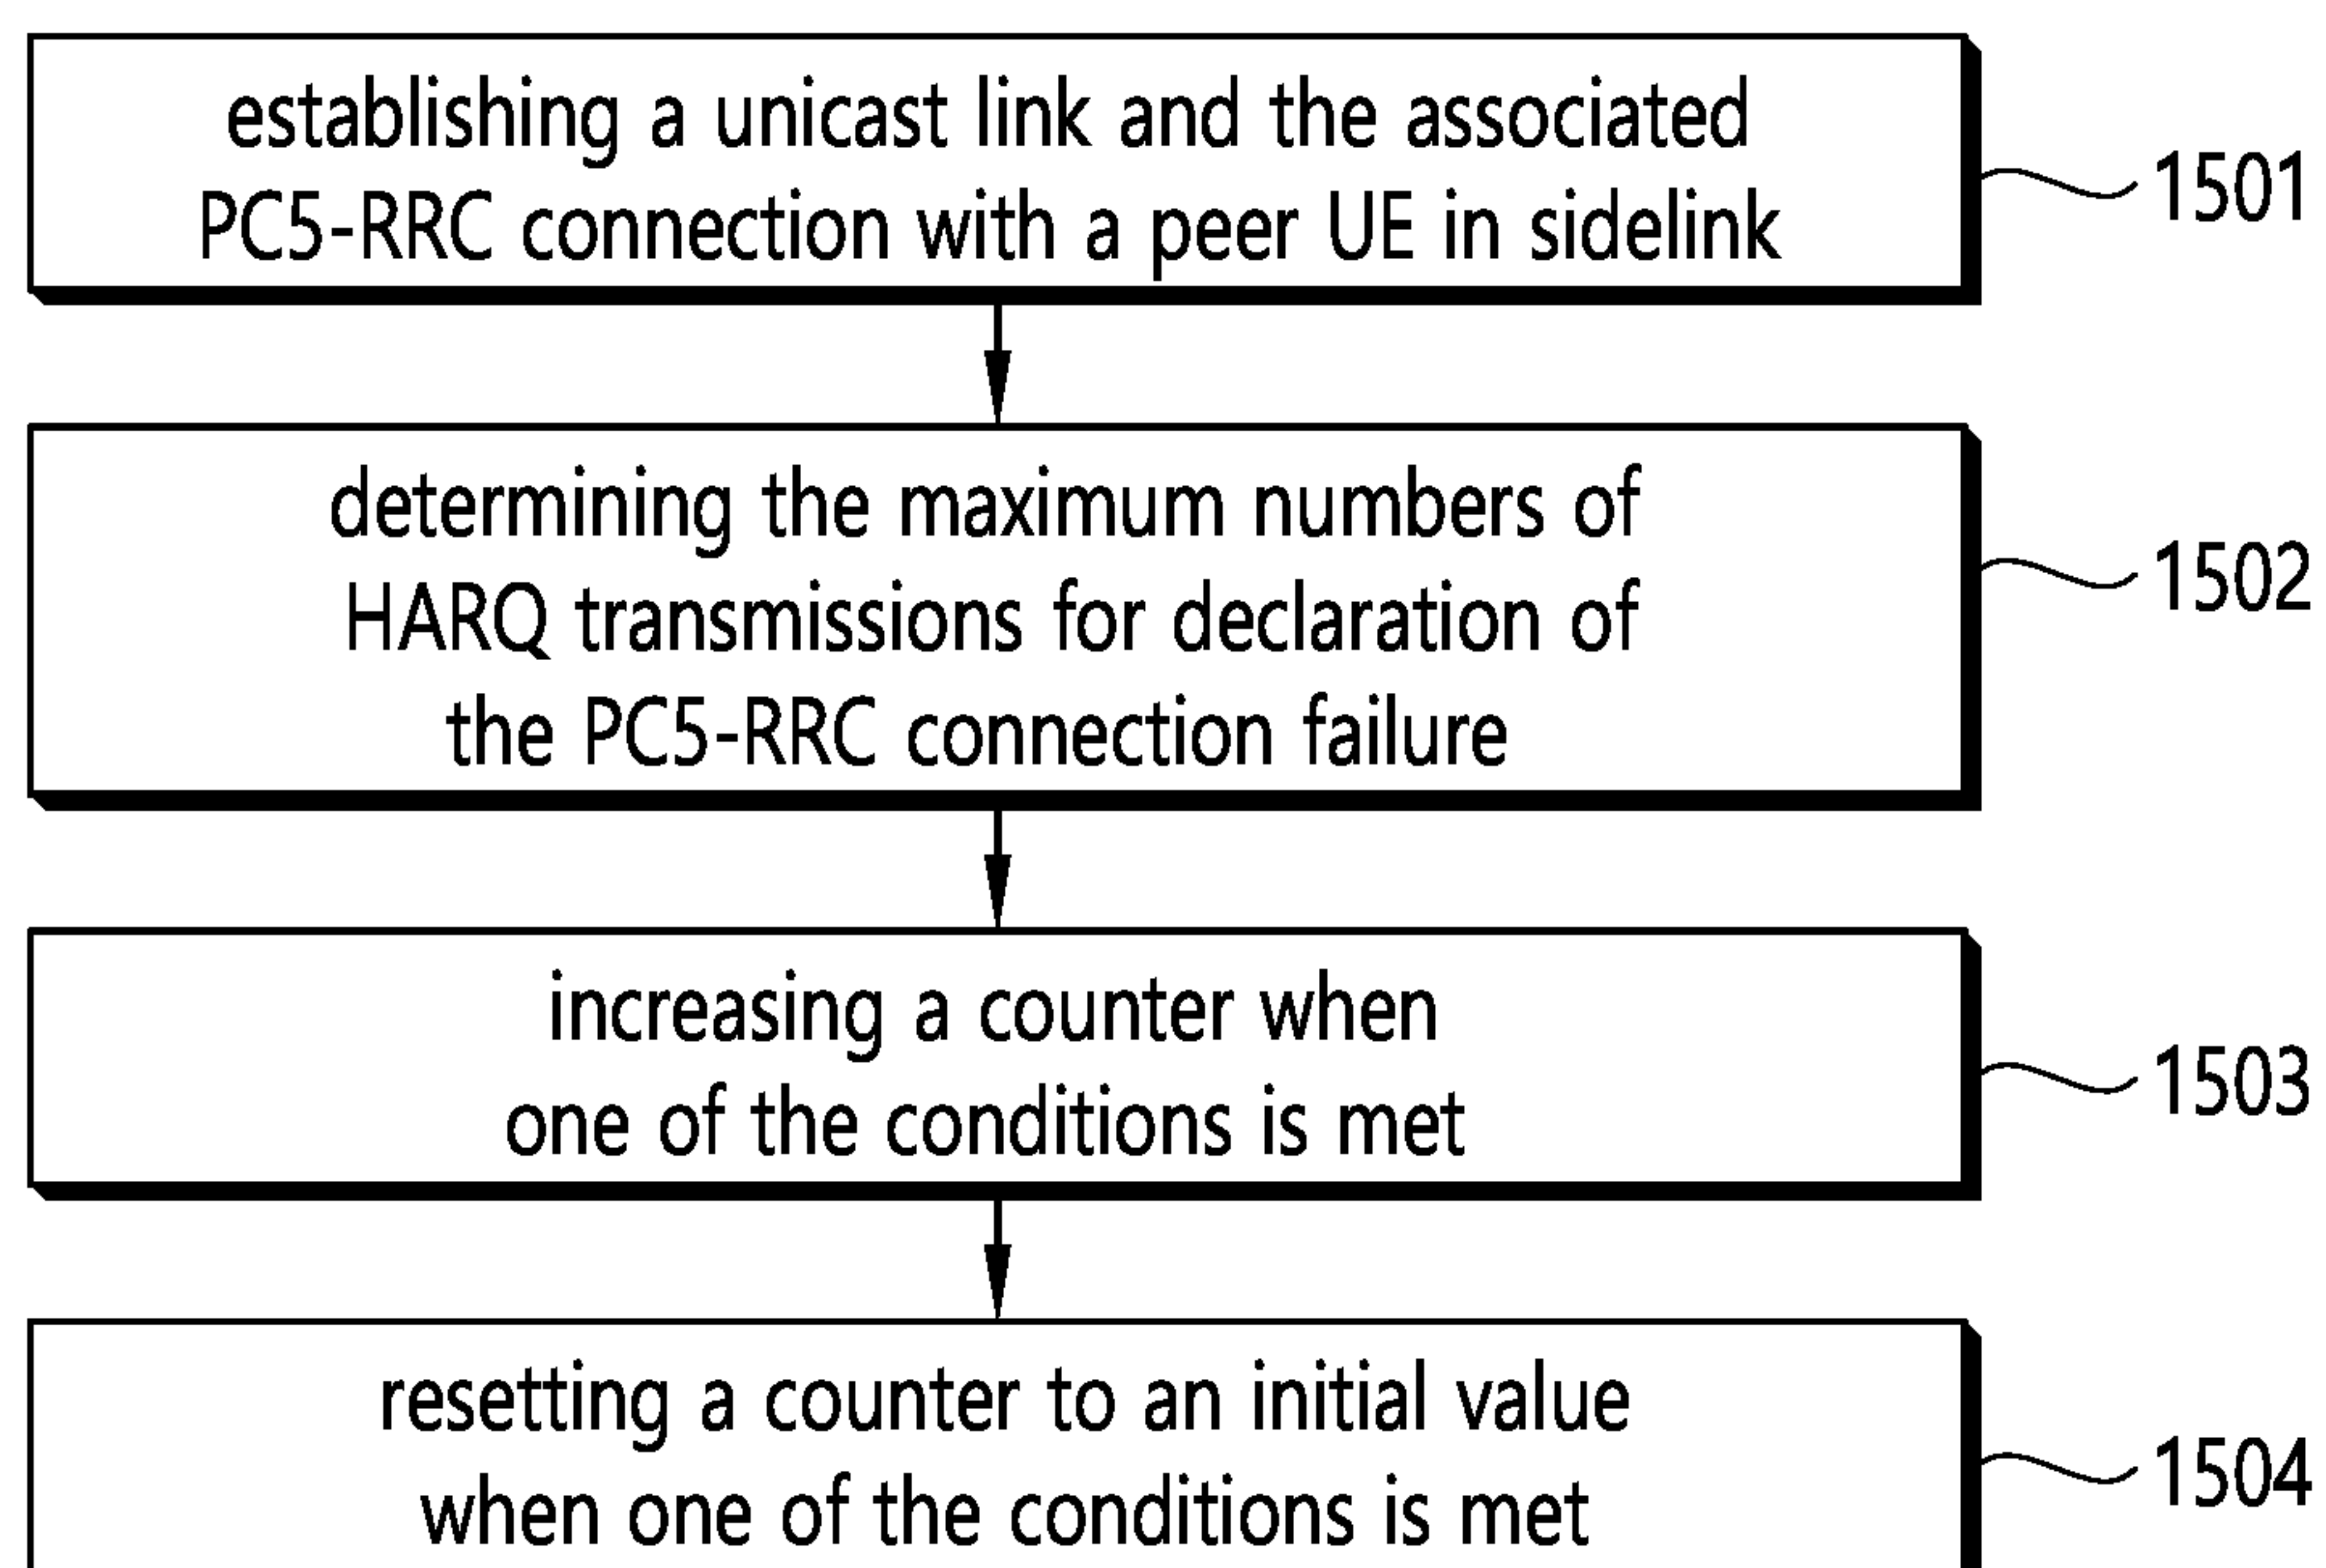 establishing a unicast link and the associated
PC5-RRC connection with a peer UE in sidelink
1501
determining the maximum numbers of
HARQ transmissions for declaration of
the PC5-RRC connection failure
1502
increasing a counter when
one of the conditions is met
1503
resetting a counter to an initial value
when one of the conditions is met
1504